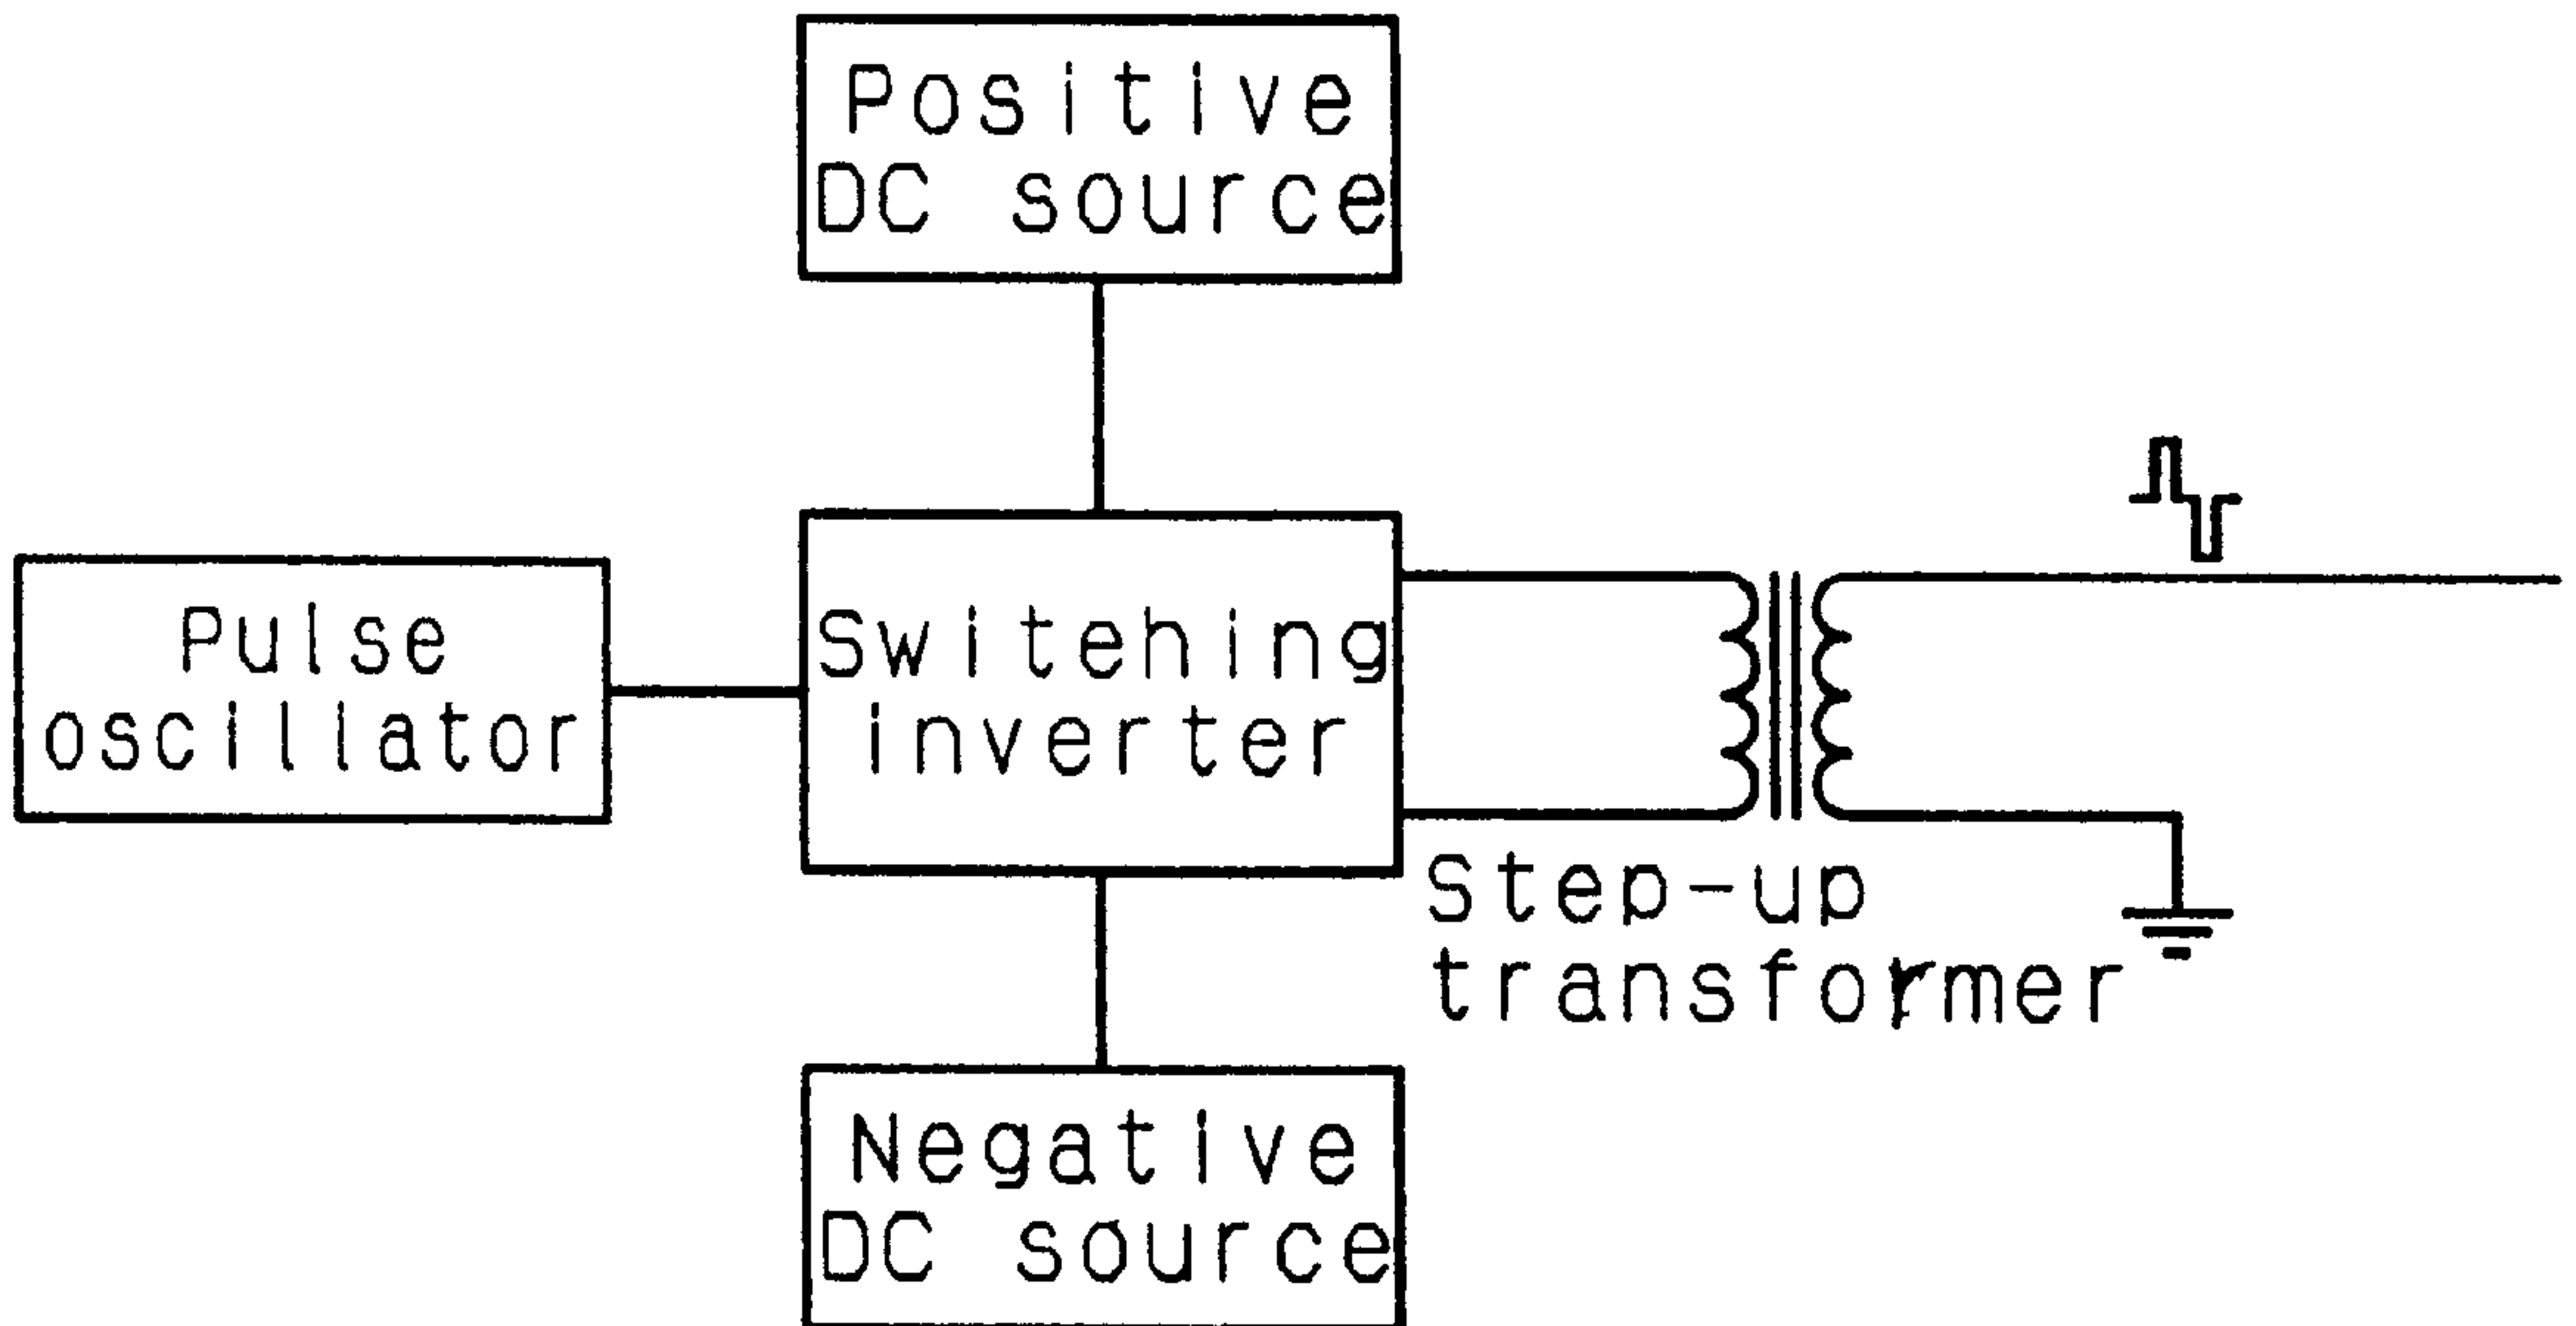 Positive
DC source
Pulse
oscillator
Switehing
inverter
Step-up
transformer
Negative
DC source